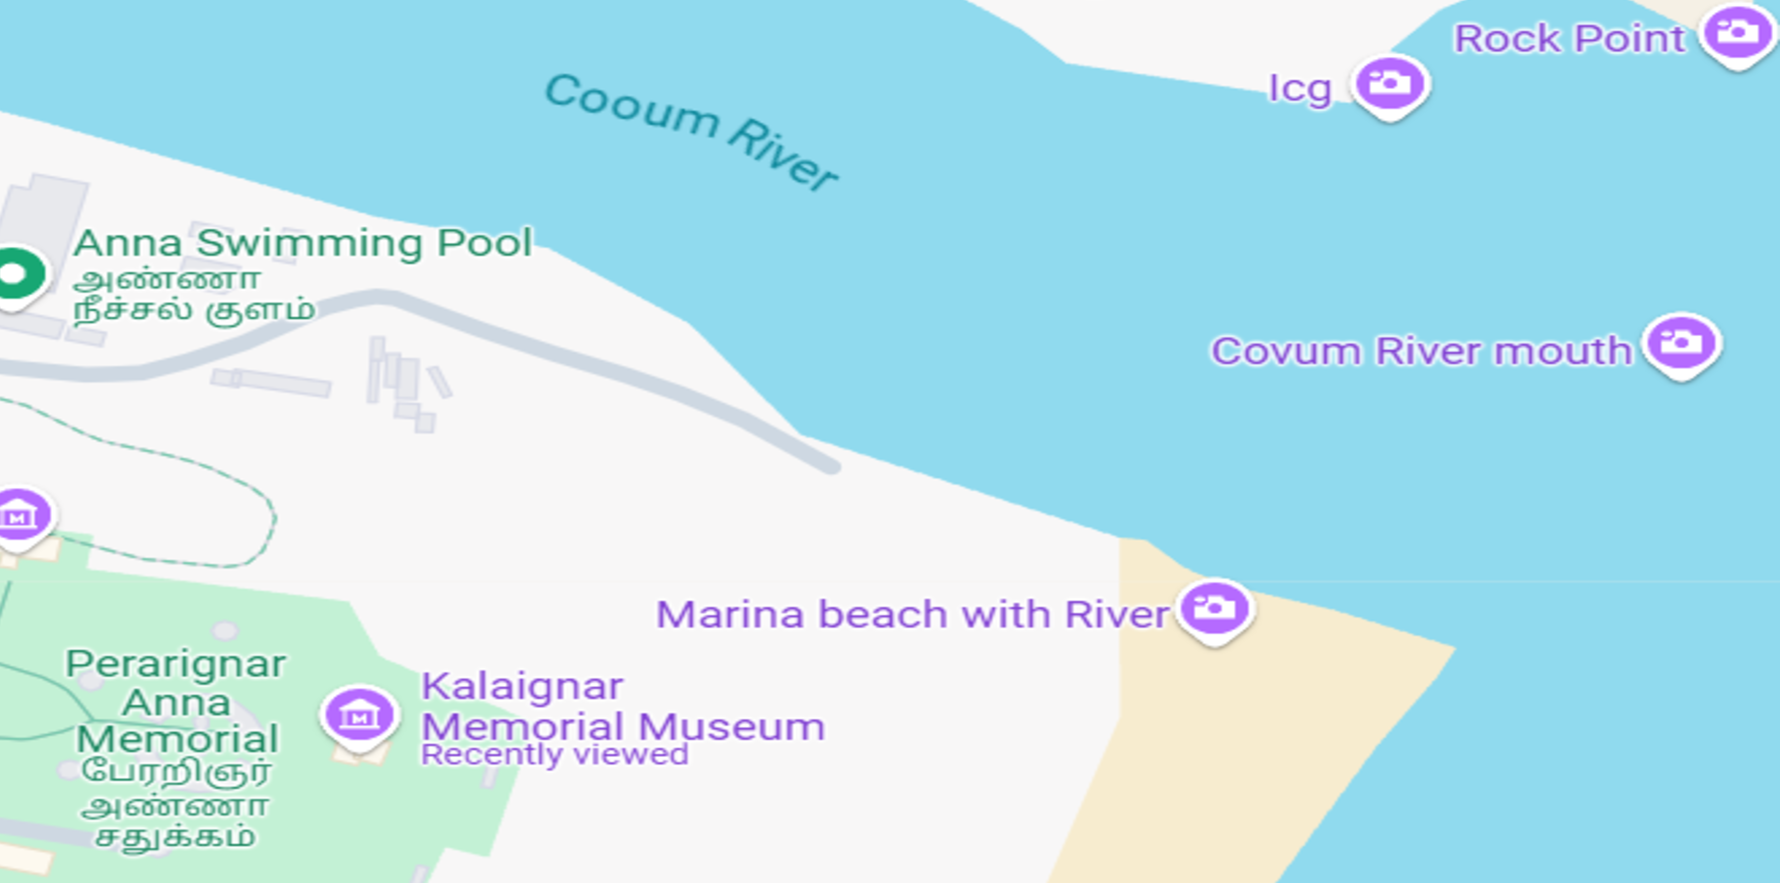 Rock Point
Icg
Cooum River
Anna Swimming Pool
அண்ணா
நீச்சல் குளம்
Covum River mouth
Marina beach with River
Perarignar
Anna
Memorial
பேரறிஞர்
அண்ணா
சதுக்கம்
Kalaignar
Memorial Museum
Recently viewed